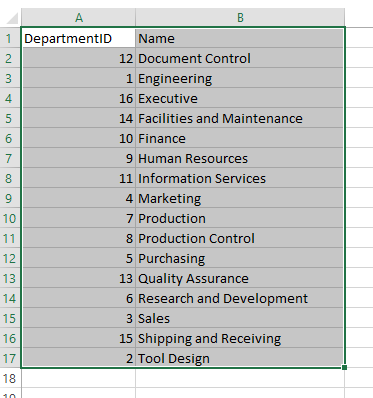 A B
1 DepartmentID Name
2 12 Document Control
3 1 Engineering
4 16 Executive
5 14 Facilities and Maintenance
6 10 Finance
7 9 Human Resources
8 11 Information Services
9 4 Marketing
10 7 Production
11 8 Production Control
12 5 Purchasing
13 13 Quality Assurance
14 6 Research and Development
15 3 Sales
16 15 Shipping and Receiving
17 2 Tool Design
18